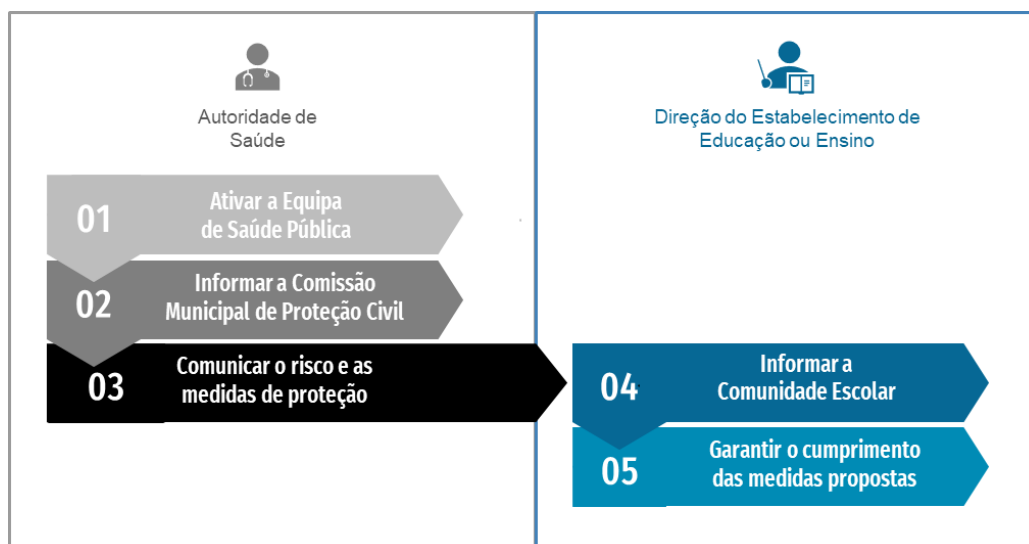 Autoridade de
Saúde
01
Ativar a Equipa
de Saúde Pública
02
Informar a Comissão
Municipal de Proteção Civil
03
Comunicar o risco e as
medidas de proteção
Direção do Estabelecimento de
Educação ou Ensino
04
Informar a
Comunidade Escolar
05
Garantir o cumprimento
das medidas propostas